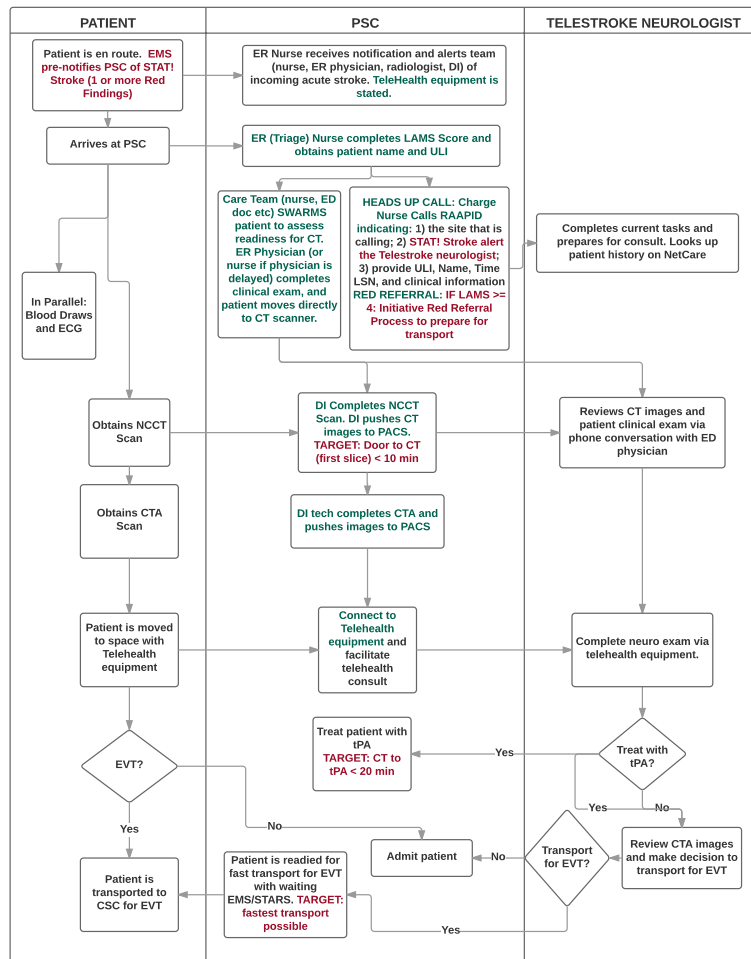 PATIENT
PSC
TELESTROKE NEUROLOGIST
Patient is en route. EMS
pre-notifies PSC of STAT!
Stroke (1 or more Red
Findings)
ER Nurse receives notification and alerts team
(nurse, ER physician, radiologist, DI) of
incoming acute stroke. TeleHealth equipment is
stated.
Arrives at PSC
ER (Triage) Nurse completes LAMS Score and
obtains patient name and ULI
Care Team (nurse, ED
doc etc) SWARMS
patient to assess
readiness for CT.
ER Physician (or
nurse if physician is
delayed) completes
clinical exam, and
patient moves directly
to CT scanner.
HEADS UP CALL: Charge
Nurse Calls RAAPID
indicating: 1) the site that is
calling; 2) STAT! Stroke alert
the Telestroke neurologist;
3) provide ULI, Name, Time
LSN, and clinical information
RED REFERRAL: IF LAMS >=
4: Initiative Red Referral
Process to prepare for
transport
Completes current tasks and
prepares for consult. Looks up
patient history on NetCare
In Parallel:
Blood Draws
and ECG
Obtains NCCT
Scan
DI Completes NCCT
Scan. DI pushes CT
images to PACS.
TARGET: Door to CT
(first slice) < 10 min
Reviews CT images and
patient clinical exam via
phone conversation with ED
physician
Obtains CTA
Scan
DI tech completes CTA and
pushes images to PACS
Patient is moved
to space with
Telehealth
equipment
Connect to
Telehealth
equipment and
facilitate
telehealth
consult
Complete neuro exam via
telehealth equipment.
EVT?
Treat patient with
tPA
TARGET: CT to
tPA < 20 min
Yes
Treat with
tPA?
Yes
No
No
Yes
Admit patient
No
Transport
for EVT?
Review CTA images
and make decision to
transport for EVT
Patient is
transported to
CSC for EVT
Patient is readied for
fast transport for EVT
with waiting
EMS/STARS. TARGET:
fastest transport
possible
Yes